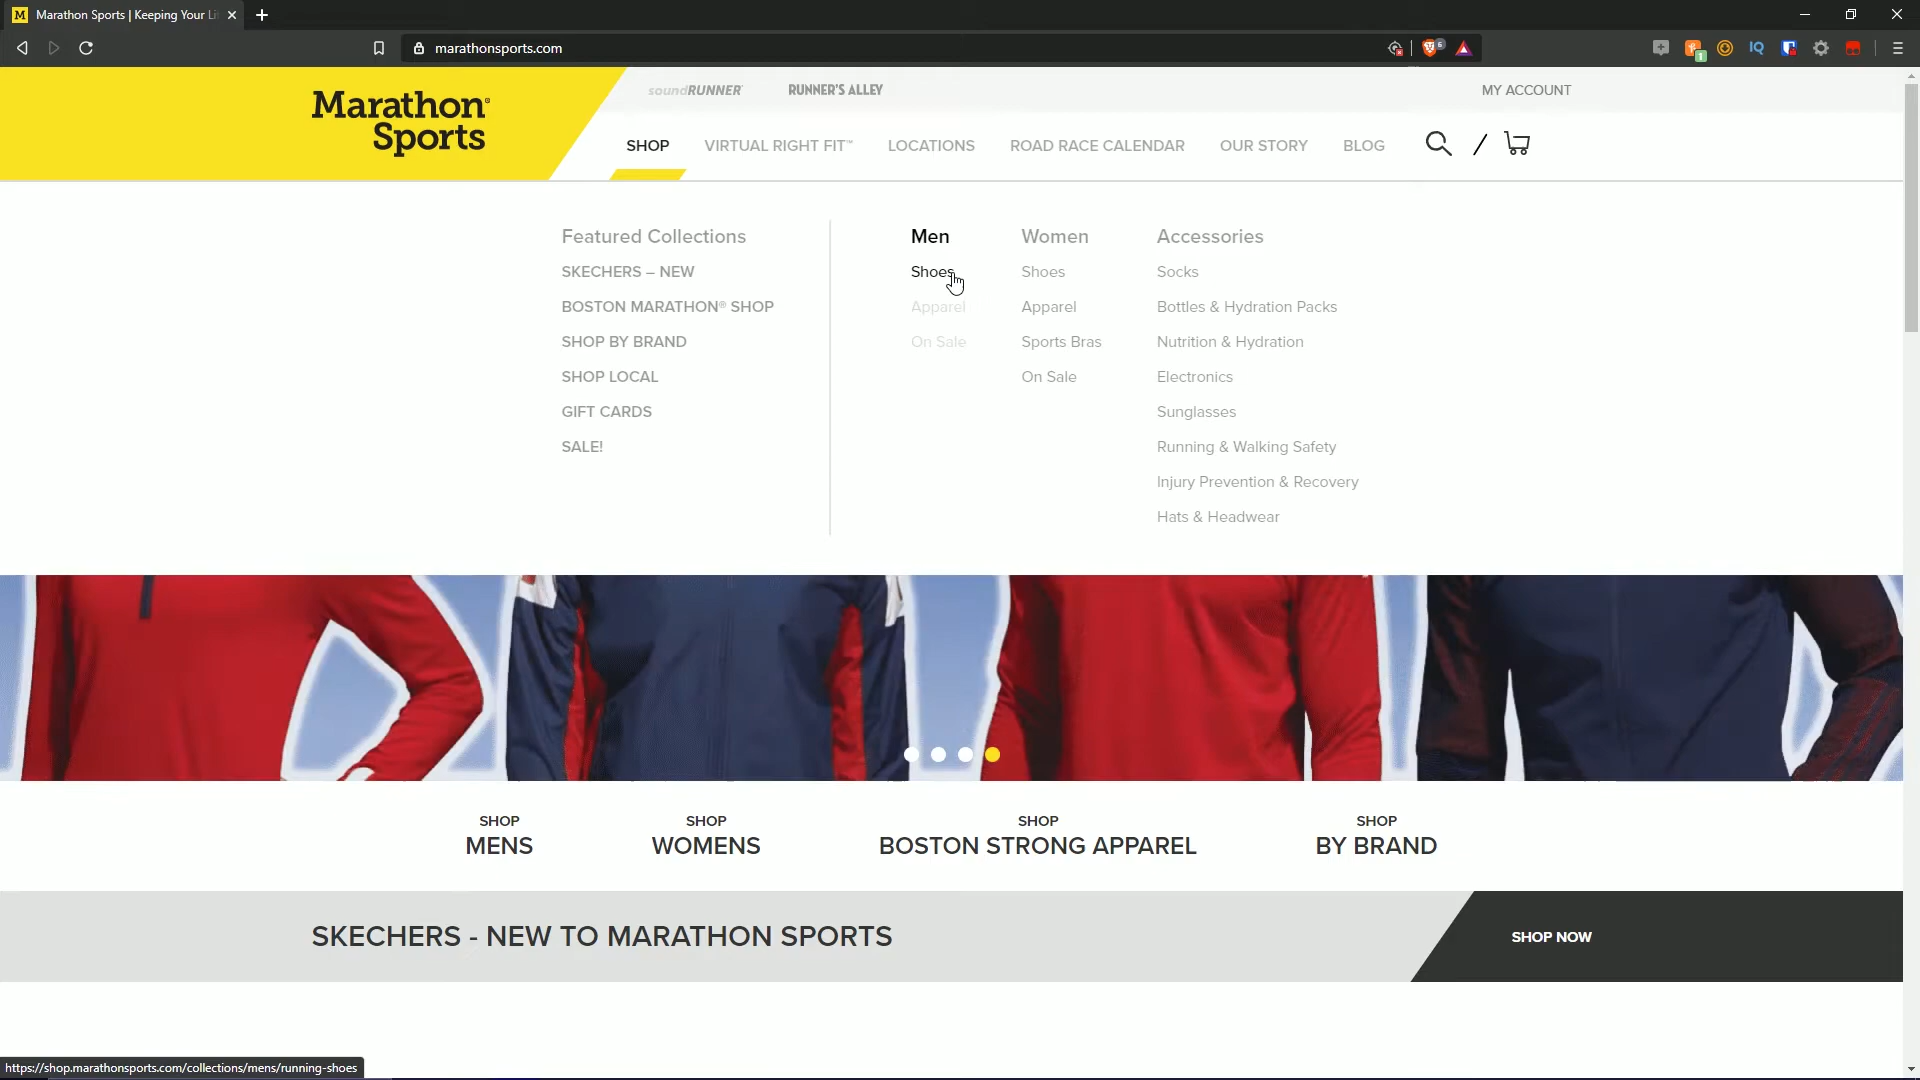 Marathon Sports | Keeping Your Li
marathonsports.com
6
IQ
1
Marathon
Sports
soundRUNNER
RUNNER'S ALLEY
MY ACCOUNT
SHOP
VIRTUAL RIGHT FIT™
LOCATIONS
ROAD RACE CALENDAR
OUR STORY
BLOG
Featured Collections
SKECHERS – NEW
BOSTON MARATHON® SHOP
SHOP BY BRAND
SHOP LOCAL
GIFT CARDS
SALE!
Men
Shoes
Apparel
On Sale
Women
Shoes
Apparel
Sports Bras
On Sale
Accessories
Socks
Bottles & Hydration Packs
Nutrition & Hydration
Electronics
Sunglasses
Running & Walking Safety
Injury Prevention & Recovery
Hats & Headwear
SHOP
MENS
SHOP
WOMENS
SHOP
BOSTON STRONG APPAREL
SHOP
BY BRAND
SKECHERS - NEW TO MARATHON SPORTS
SHOP NOW
https://shop.marathonsports.com/collections/mens/running-shoes